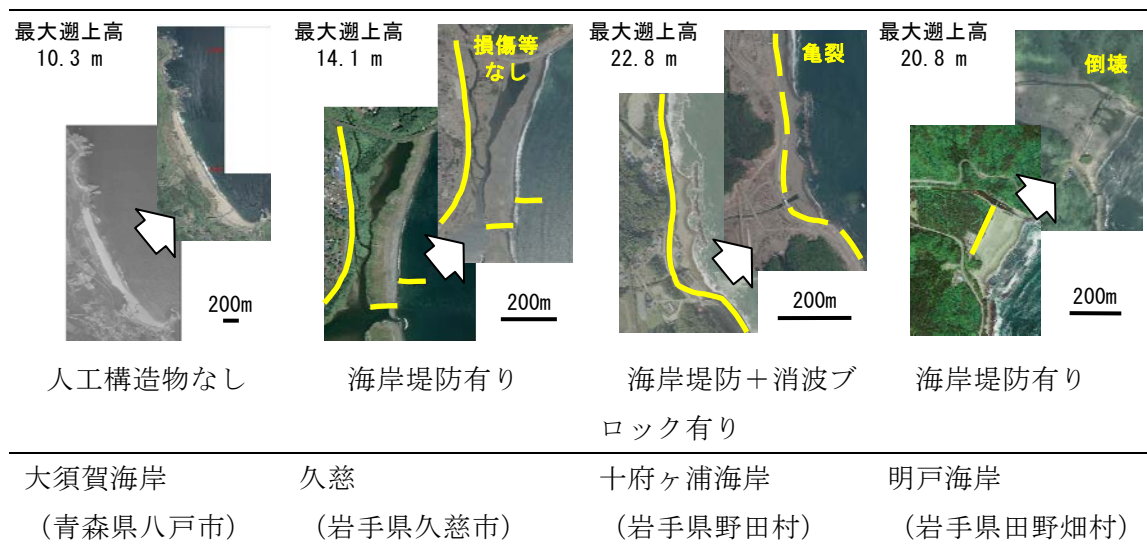 最大遡上高
10.3 m
200m
人工構造物なし
最大遡上高
14.1 m
損傷等
なし
200m
海岸堤防有り
最大遡上高
22.8 m
亀裂
200m
海岸堤防＋消波ブ
ロック有り
最大遡上高
20.8 m
倒壊
200m
海岸堤防有り
大須賀海岸
（青森県八戸市）
久慈
（岩手県久慈市）
十府ヶ浦海岸
（岩手県野田村）
明戸海岸
（岩手県田野畑村）